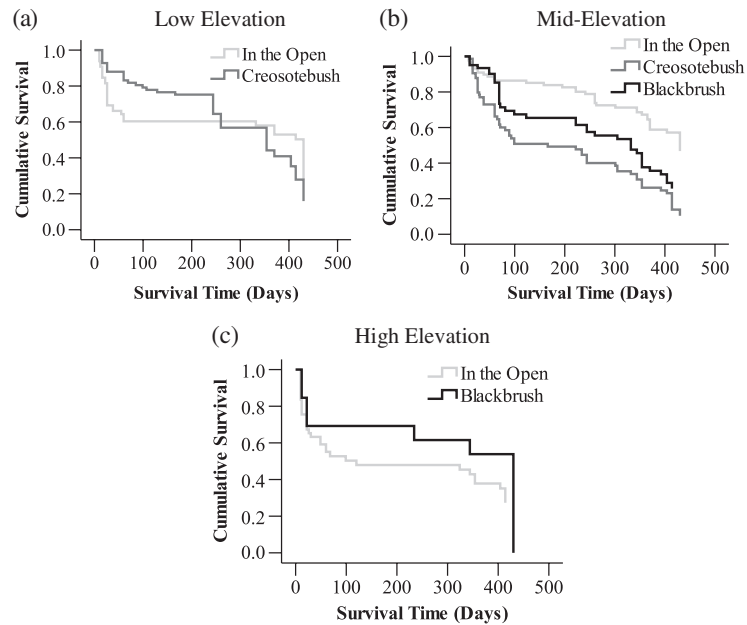 (a) Low Elevation
In the Open
Creosotebush
Cumulative Survival
1.0
0.8
0.6
0.4
0.2
0.0
0 100 200 300 400 500
Survival Time (Days)
(b) Mid-Elevation
In the Open
Creosotebush
Blackbrush
Cumulative Survival
1.0
0.8
0.6
0.4
0.2
0.0
0 100 200 300 400 500
Survival Time (Days)
(c) High Elevation
In the Open
Blackbrush
Cumulative Survival
1.0
0.8
0.6
0.4
0.2
0.0
0 100 200 300 400 500
Survival Time (Days)